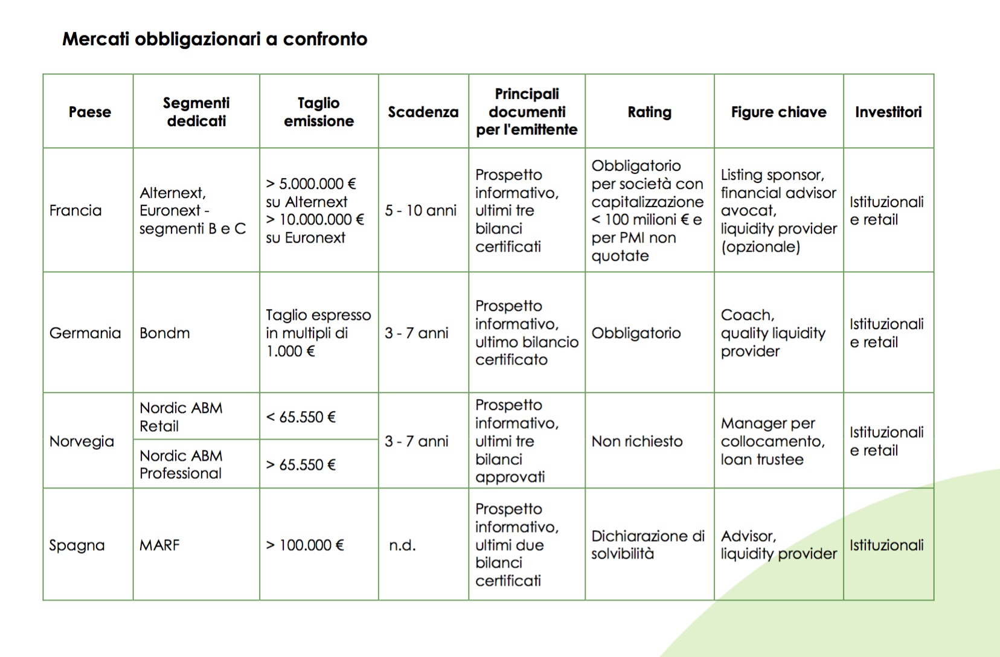 Mercati obbligazionari a confronto
Paese
Segmenti
dedicati
Taglio
emissione
Scadenza
Principali
documenti
per l'emittente
Rating
Figure chiave
Investitori
Francia
Alternext,
Euronext -
segmenti B e C
> 5.000.000 €
su Alternext
> 10.000.000 €
su Euronext
5 - 10 anni
Prospetto
informativo,
ultimi tre
bilanci
certificati
Obbligatorio
per società con
capitalizzazione
< 100 milioni € e
per PMI non
quotate
Listing sponsor,
financial advisor
avocat,
liquidity provider
(opzionale)
Istituzionali
e retail
Germania
Bondm
Taglio espresso
in multipli di
1.000 €
3 - 7 anni
Prospetto
informativo,
ultimo bilancio
certificato
Obbligatorio
Coach,
quality liquidity
provider
Istituzionali
e retail
Norvegia
Nordic ABM
Retail
< 65.550 €
Nordic ABM
Professional
> 65.550 €
3 - 7 anni
Prospetto
informativo,
ultimi tre
bilanci
approvati
Non richiesto
Manager per
collocamento,
loan trustee
Istituzionali
e retail
Spagna
MARF
> 100.000 €
n.d.
Prospetto
informativo,
ultimi due
bilanci
certificati
Dichiarazione di
solvibilità
Advisor,
liquidity provider
Istituzionali